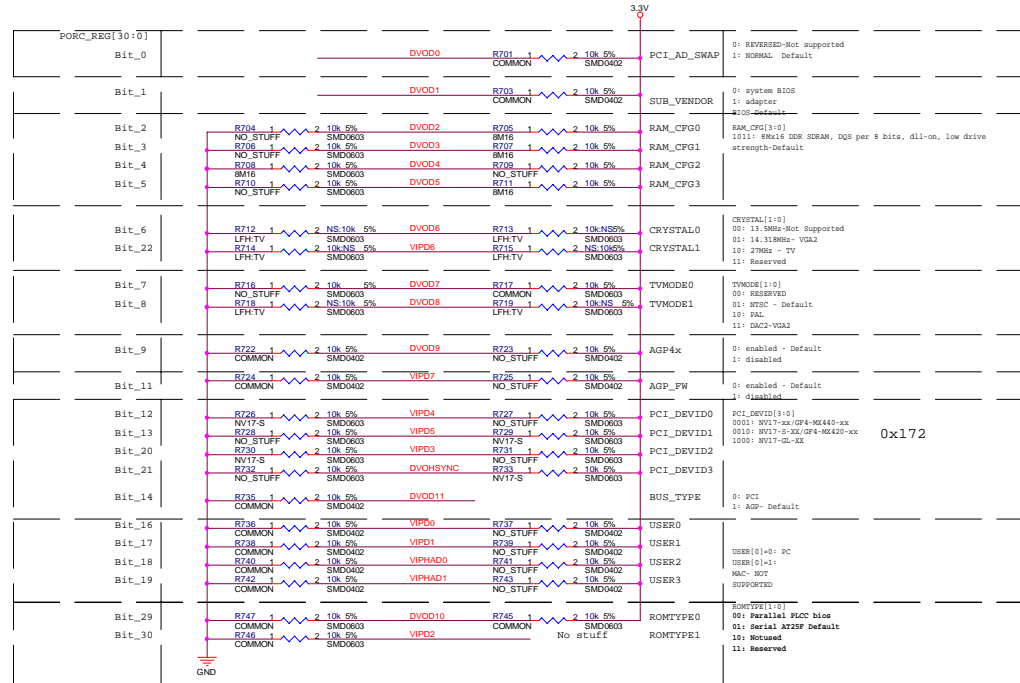 3.3V
PORC_REG[30:0]
Bit_0 DVOD0 R701 1 2 10k 5% PCI_AD_SWAP 0: REVERSED-Not supported
COMMON SMD0402 1: NORMAL Default
Bit_1 DVOD1 R703 1 2 10k 5% 0: system BIOS
COMMON SMD0402 SUB_VENDOR 1: adapter
BIOS-Default
Bit_2 R704 1 2 10k 5% DVOD2 R705 1 2 10k 5% RAM_CFG0 RAM_CFG[3:0]
NO_STUFF SMD0603 8M16 1011: 8Mx16 DDR SDRAM, DQS per 8 bits, dll-on, low drive
Bit_3 R706 1 2 10k 5% DVOD3 R707 1 2 10k 5% RAM_CFG1 strength-Default
NO_STUFF SMD0603 8M16
Bit_4 R708 1 2 10k 5% DVOD4 R709 1 2 10k 5% RAM_CFG2
8M16 SMD0603 NO_STUFF
Bit_5 R710 1 2 10k 5% DVOD5 R711 1 2 10k 5% RAM_CFG3
NO_STUFF SMD0603 8M16
CRYSTAL[1:0]
Bit_6 R712 1 2 NS:10k 5% DVOD6 R713 1 2 10k:NS5% CRYSTAL0 00: 13.5MHz-Not Supported
LFH:TV SMD0603 LFH:TV SMD0603 01: 14.318MHz- VGA2
Bit_22 R714 1 2 10k:NS 5% VIPD6 R715 1 2 NS:10k5% CRYSTAL1 10: 27MHz - TV
LFH:TV SMD0603 LFH:TV SMD0603 11: Reserved
Bit_7 R716 1 2 10k 5% DVOD7 R717 1 2 10k 5% TVMODE0 TVMODE[1:0]
NO_STUFF SMD0603 COMMON SMD0603 00: RESERVED
Bit_8 R718 1 2 NS:10k 5% DVOD8 R719 1 2 10k:NS 5% TVMODE1 01: NTSC - Default
LFH:TV SMD0603 LFH:TV SMD0603 10: PAL
11: DAC2-VGA2
Bit_9 R722 1 2 10k 5% DVOD9 R723 1 2 10k 5% AGP4x 0: enabled - Default
COMMON SMD0402 NO_STUFF SMD0402 1: disabled
Bit_11 R724 1 2 10k 5% VIPD7 R725 1 2 10k 5% AGP_FW 0: enabled - Default
COMMON SMD0402 NO_STUFF SMD0402 1: disabled
Bit_12 R726 1 2 10k 5% VIPD4 R727 1 2 10k 5% PCI_DEVID0 PCI_DEVID[3:0]
NV17-S SMD0603 NO_STUFF SMD0603 0001: NV17-xx/GF4-MX440-xx
Bit_13 R728 1 2 10k 5% VIPD5 R729 1 2 10k 5% PCI_DEVID1 0010: NV17-S-XX/GF4-MX420-xx 0x172
NO_STUFF SMD0603 NV17-S SMD0603 1000: NV17-GL-XX
Bit_20 R730 1 2 10k 5% VIPD3 R731 1 2 10k 5% PCI_DEVID2
NV17-S SMD0603 NO_STUFF SMD0603
Bit_21 R732 1 2 10k 5% DVOHSYNC R733 1 2 10k 5% PCI_DEVID3
NO_STUFF SMD0603 NV17-S SMD0603
Bit_14 R735 1 2 10k 5% DVOD11 BUS_TYPE 0: PCI
COMMON SMD0402 1: AGP- Default
Bit_16 R736 1 2 10k 5% VIPD0 R737 1 2 10k 5% USER0
COMMON SMD0402 NO_STUFF SMD0402
Bit_17 R738 1 2 10k 5% VIPD1 R739 1 2 10k 5% USER1
COMMON SMD0402 NO_STUFF SMD0402 USER[0]=0: PC
Bit_18 R740 1 2 10k 5% VIPHAD0 R741 1 2 10k 5% USER2 USER[0]=1:
COMMON SMD0402 NO_STUFF SMD0402 MAC- NOT
Bit_19 R742 1 2 10k 5% VIPHAD1 R743 1 2 10k 5% USER3 SUPPORTED
COMMON SMD0402 NO_STUFF SMD0402
ROMTYPE[1:0]
Bit_29 R747 1 2 10k 5% DVOD10 R745 1 2 10k 5% ROMTYPE0 00: Parallel PLCC bios
COMMON SMD0603 COMMON SMD0603 01: Serial AT25F Default
Bit_30 R746 1 2 10k 5% VIPD2 No stuff ROMTYPE1 10: Notused
COMMON SMD0603 11: Reserved
GND